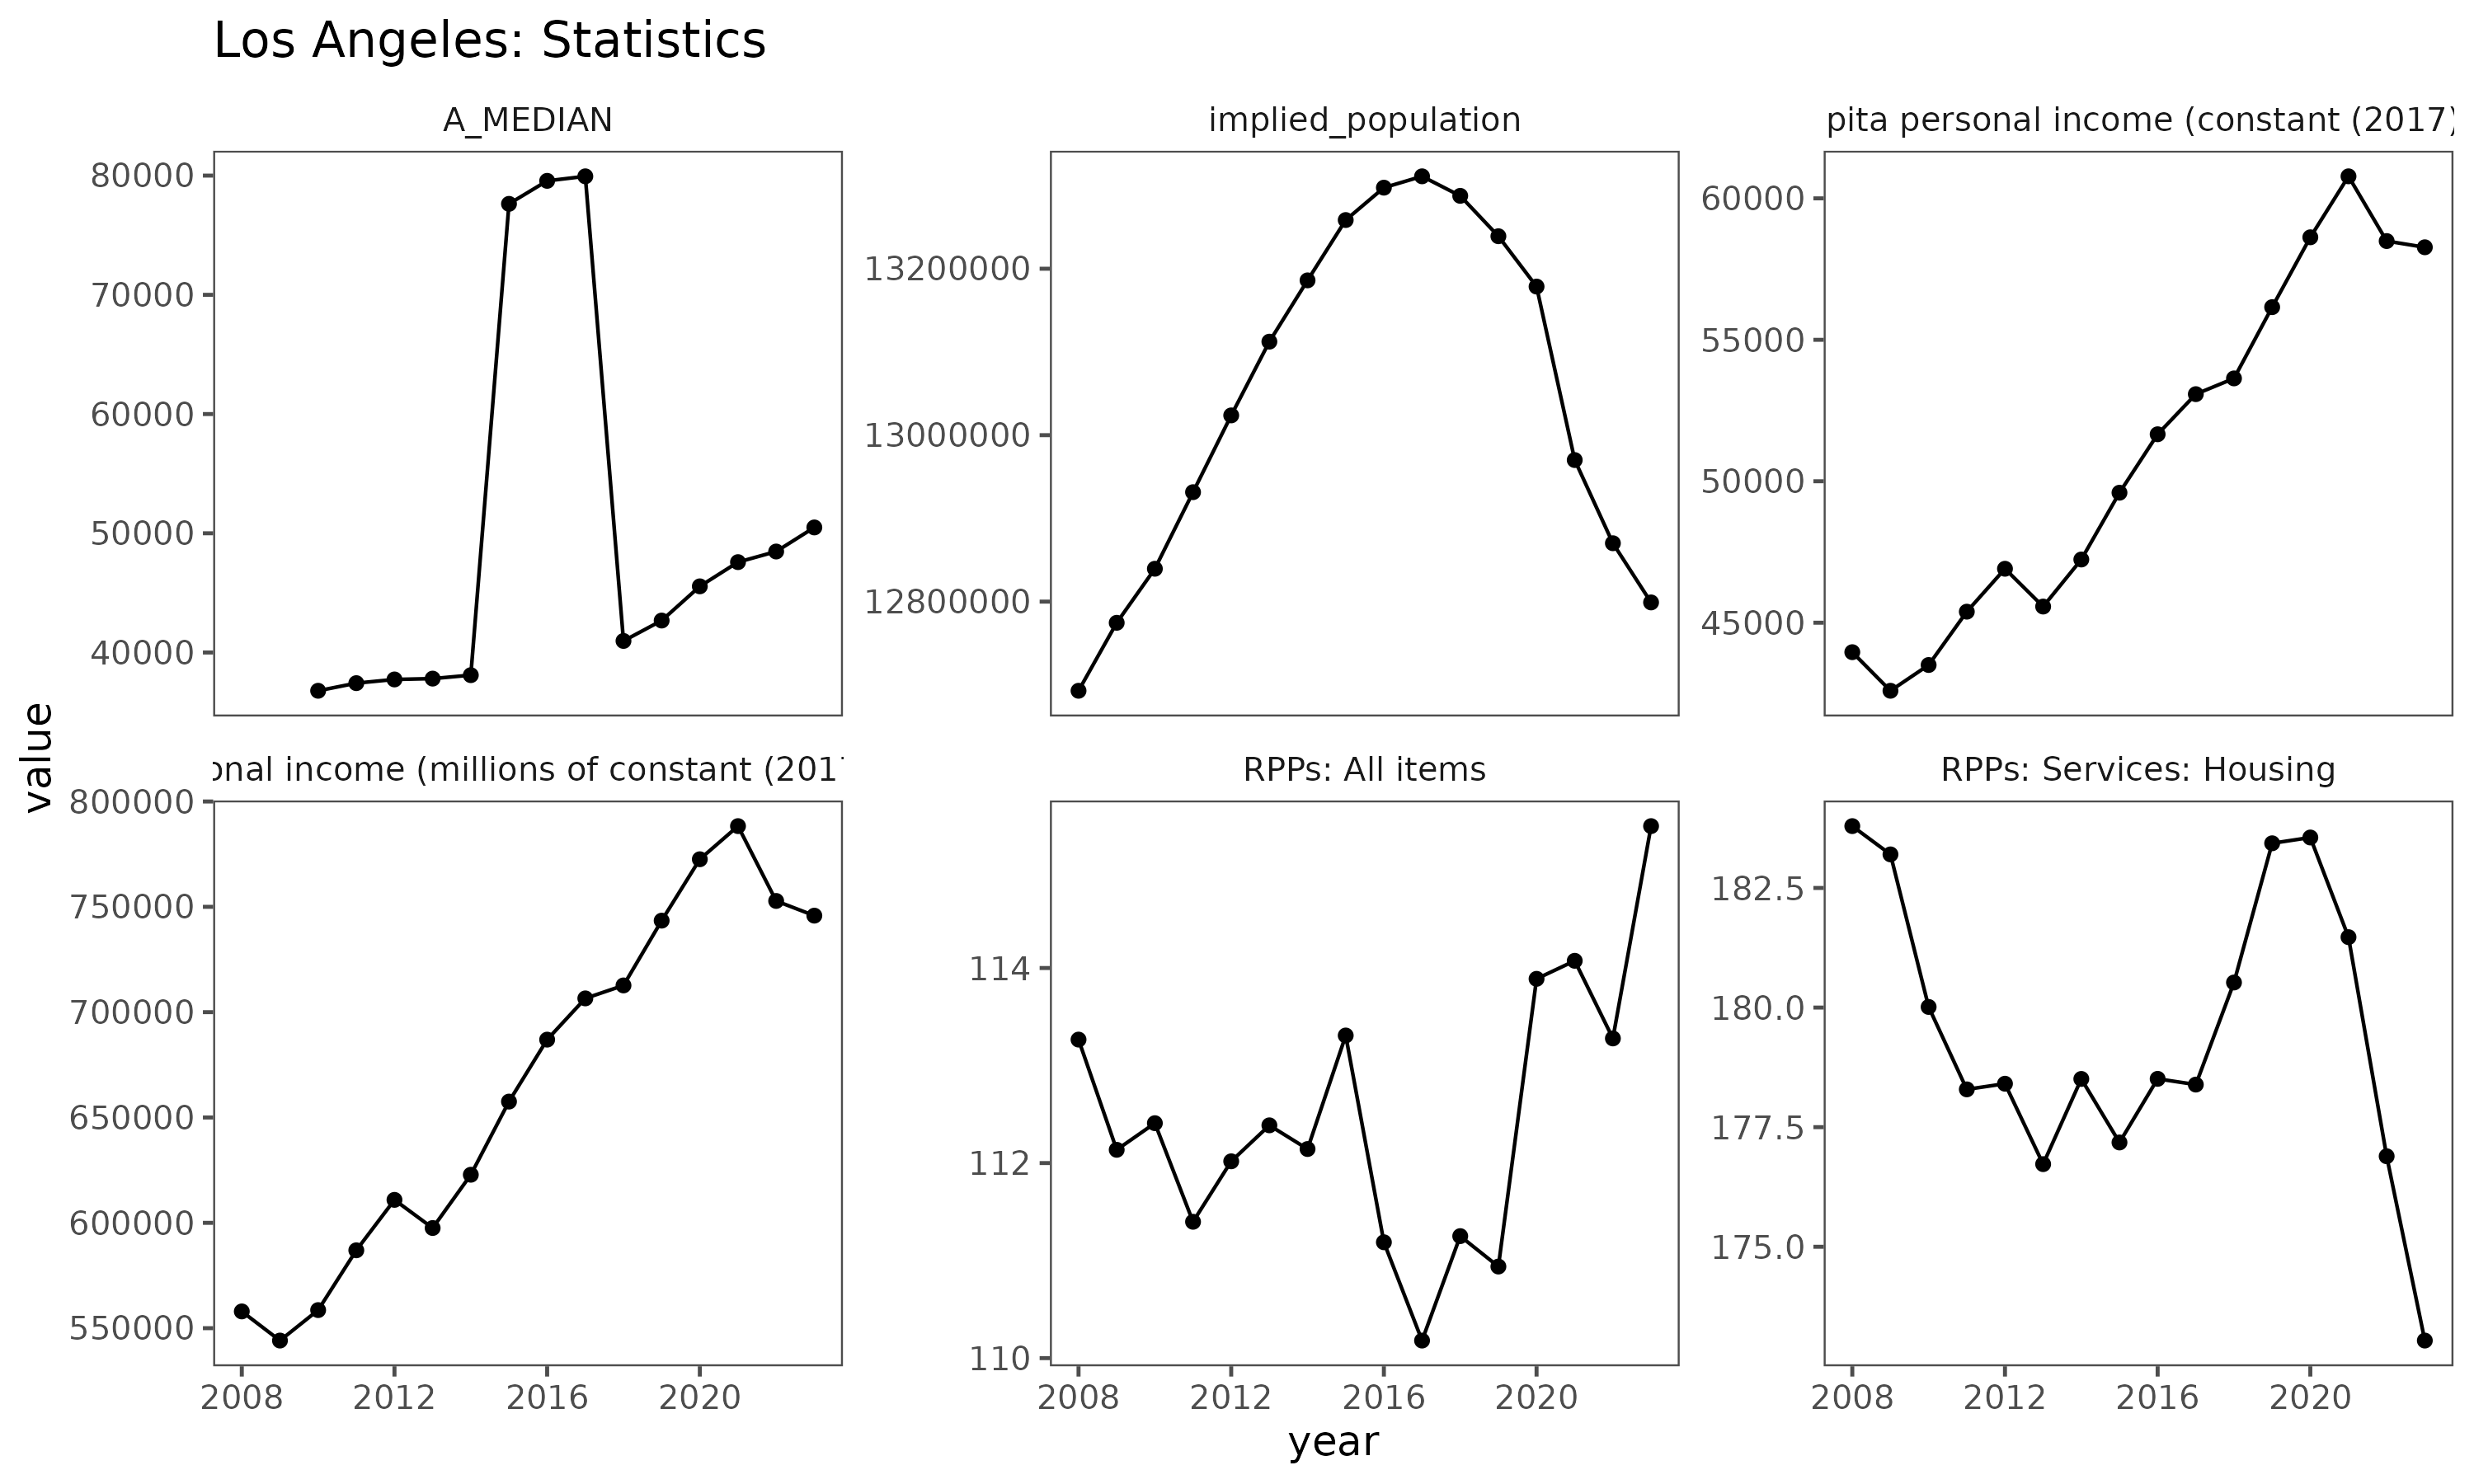 Los Angeles: Statistics
A_MEDIAN
implied_population
pita personal income (constant (2017)
80000
70000
60000
50000
40000
13200000
13000000
12800000
60000
55000
50000
45000
value
onal income (millions of constant (201
RPPs: All items
RPPs: Services: Housing
800000
750000
700000
650000
600000
550000
114
112
110
182.5
180.0
177.5
175.0
2008 2012 2016 2020
2008 2012 2016 2020
2008 2012 2016 2020
year